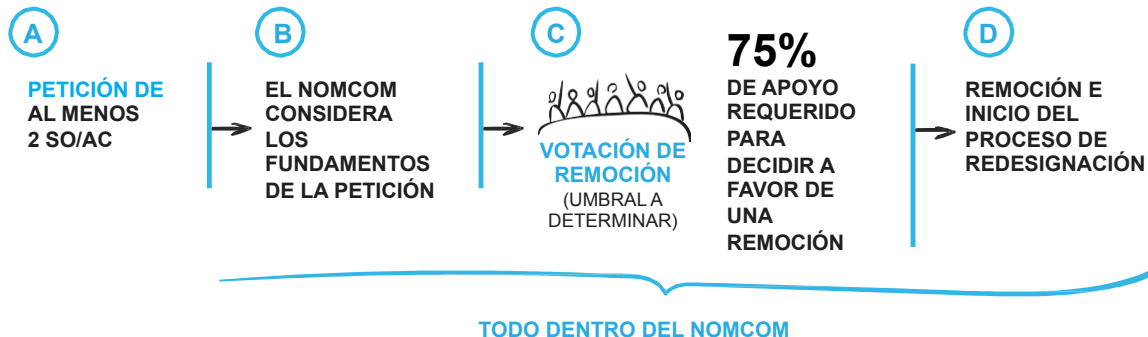 A
PETICIÓN DE
AL MENOS
2 SO/AC
B
EL NOMCOM
CONSIDERA
LOS
FUNDAMENTOS
DE LA PETICIÓN
C
VOTACIÓN DE
REMOCIÓN
(UMBRAL A
DETERMINAR)
75%
DE APOYO
REQUERIDO
PARA
DECIDIR A
FAVOR DE
UNA
REMOCIÓN
D
REMOCIÓN E
INICIO DEL
PROCESO DE
REDESIGNACIÓN
TODO DENTRO DEL NOMCOM